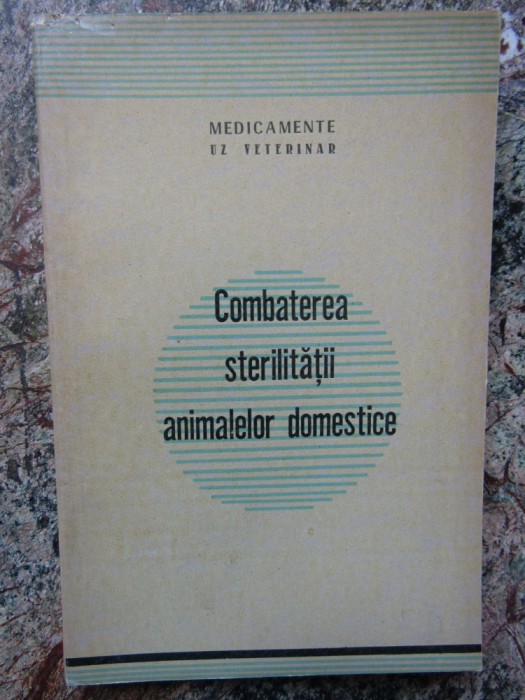 MEDICAMENTE
UZ VETERINAR
Combaterea
sterilității
animalelor domestice